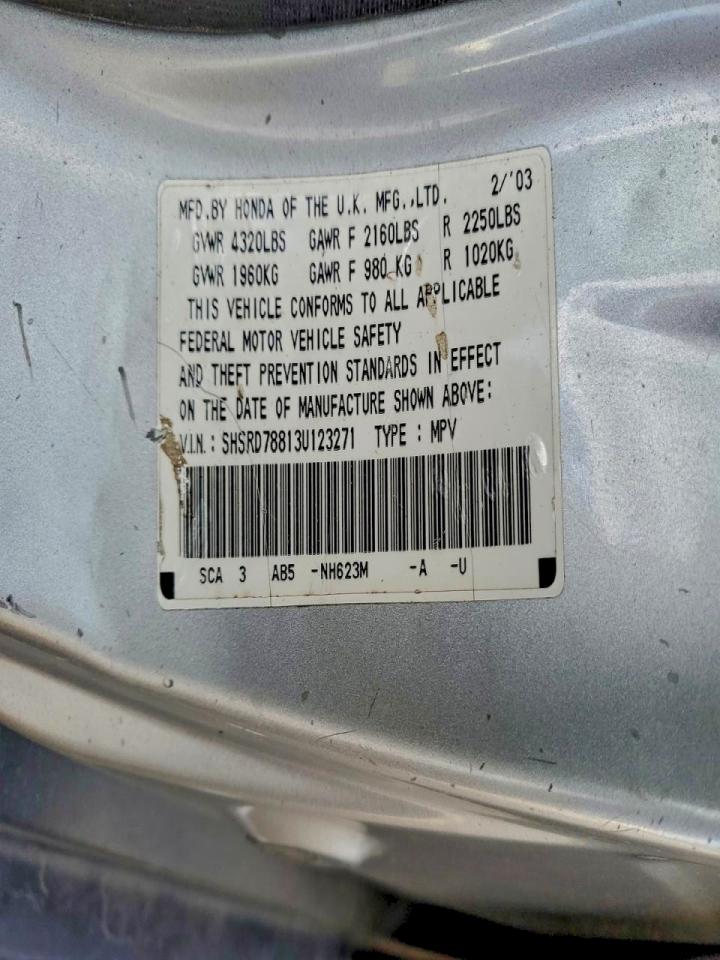 MFD.BY HONDA OF THE U.K. MFG.,LTD. 2/'03
GVWR 4320LBS GAWR F 2160LBS R 2250LBS
GVWR 1960KG GAWR F 980 KG R 1020KG
THIS VEHICLE CONFORMS TO ALL APPLICABLE
FEDERAL MOTOR VEHICLE SAFETY
AND THEFT PREVENTION STANDARDS IN EFFECT
ON THE DATE OF MANUFACTURE SHOWN ABOVE:
V.I.N.: SHSRD78813U123271 TYPE : MPV
SCA 3 AB5 -NH623M -A -U